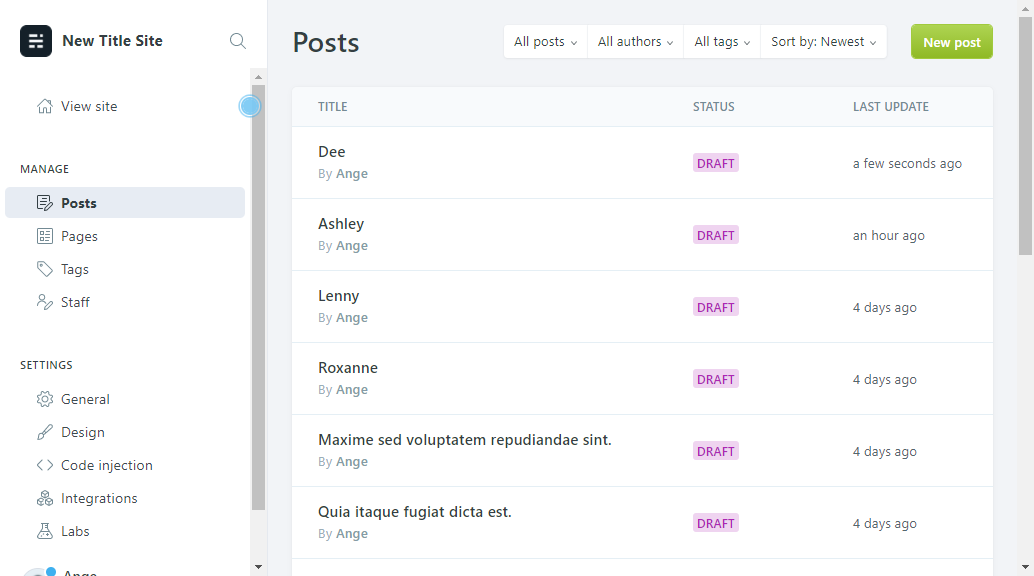 New Title Site
View site
MANAGE
Posts
Pages
Tags
Staff
SETTINGS
General
Design
Code injection
Integrations
Labs
Ange
Posts
All posts
All authors
All tags
Sort by: Newest
New post
TITLE STATUS LAST UPDATE
Dee
By Ange
DRAFT
a few seconds ago
Ashley
By Ange
DRAFT
an hour ago
Lenny
By Ange
DRAFT
4 days ago
Roxanne
By Ange
DRAFT
4 days ago
Maxime sed voluptatem repudiandae sint.
By Ange
DRAFT
4 days ago
Quia itaque fugiat dicta est.
By Ange
DRAFT
4 days ago